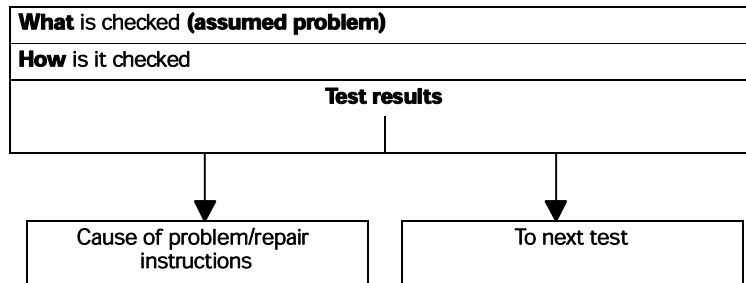 What is checked (assumed problem)
How is it checked
Test results
Cause of problem/repair
instructions
To next test